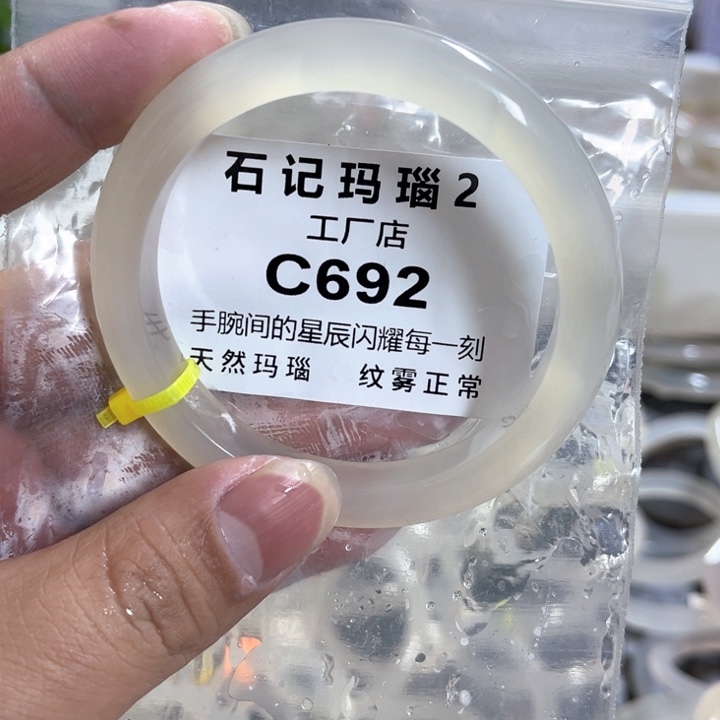 石记玛瑙2
工厂店
C692
手腕间的星辰闪耀每一刻
天然玛瑙 纹雾正常